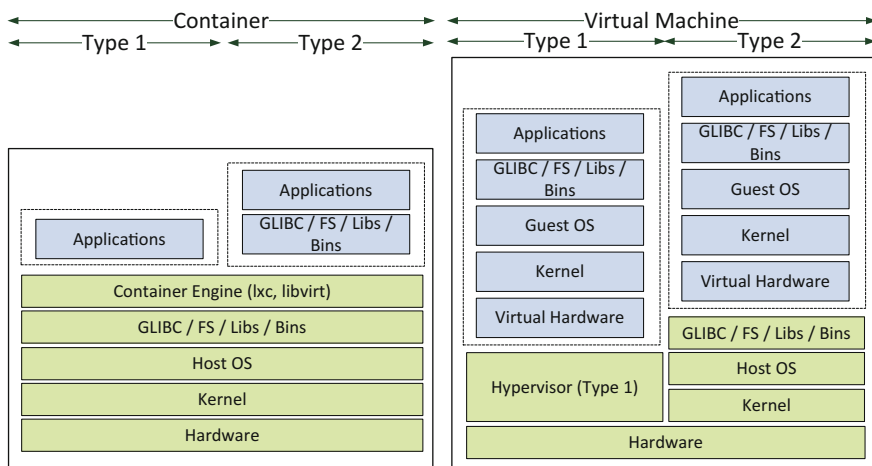 Container
Virtual Machine
Type 1
Type 2
Type 1
Type 2
Applications
Applications
GLIBC / FS / Libs /
Bins
Container Engine (lxc, libvirt)
GLIBC / FS / Libs / Bins
Host OS
Kernel
Hardware
Applications
GLIBC / FS / Libs /
Bins
Guest OS
Kernel
Virtual Hardware
Hypervisor (Type 1)
Applications
GLIBC / FS / Libs /
Bins
Guest OS
Kernel
Virtual Hardware
GLIBC / FS / Libs / Bins
Host OS
Kernel
Hardware